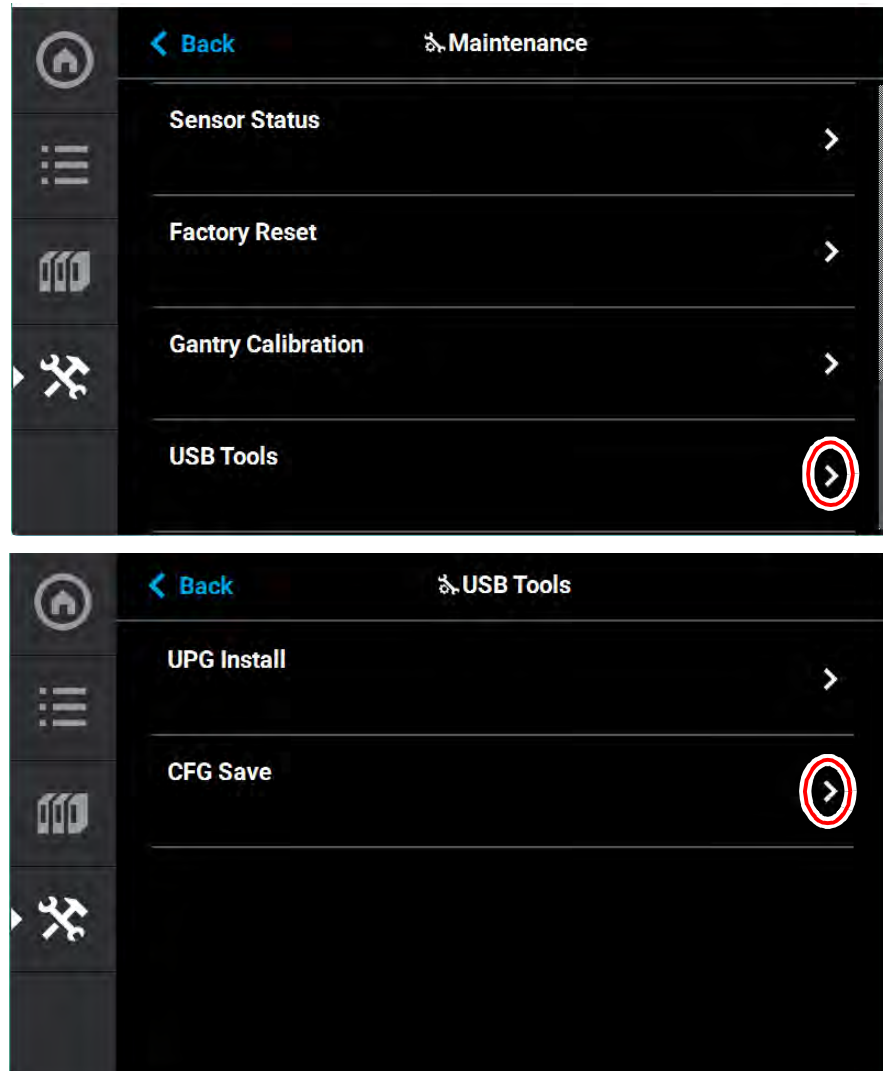 Back
Maintenance
Sensor Status
Factory Reset
Gantry Calibration
USB Tools
Back
USB Tools
UPG Install
CFG Save